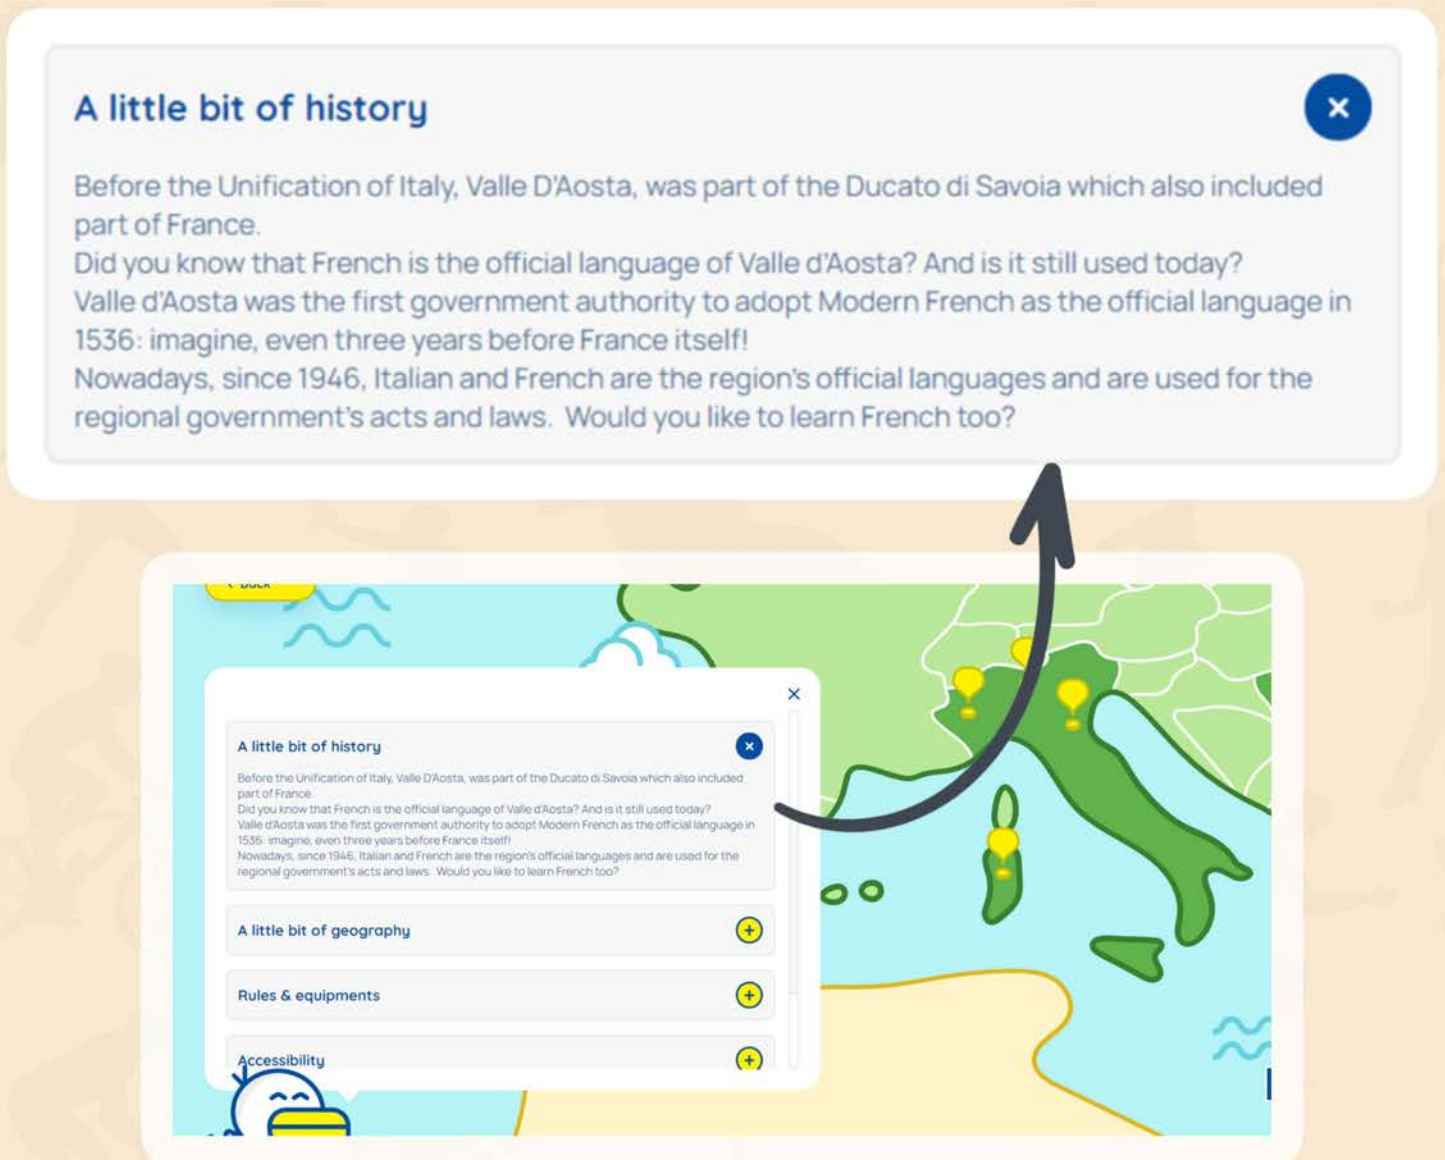 A little bit of history
Before the Unification of Italy, Valle D'Aosta, was part of the Ducato di Savoia which also included
part of France.
Did you know that French is the official language of Valle d'Aosta? And is it still used today?
Valle d'Aosta was the first government authority to adopt Modern French as the official language in
1536: imagine, even three years before France itself!
Nowadays, since 1946, Italian and French are the region's official languages and are used for the
regional government's acts and laws.  Would you like to learn French too?
Back
A little bit of history
Before the Unification of Italy, Valle D'Aosta, was part of the Ducato di Savoia which also included
part of France.
Did you know that French is the official language of Valle d'Aosta? And is it still used today?
Valle d'Aosta was the first government authority to adopt Modern French as the official language in
1536: imagine, even three years before France itself!
Nowadays, since 1946, Italian and French are the region's official languages and are used for the
regional government's acts and laws.  Would you like to learn French too?
A little bit of geography
Rules & equipments
Accessibility